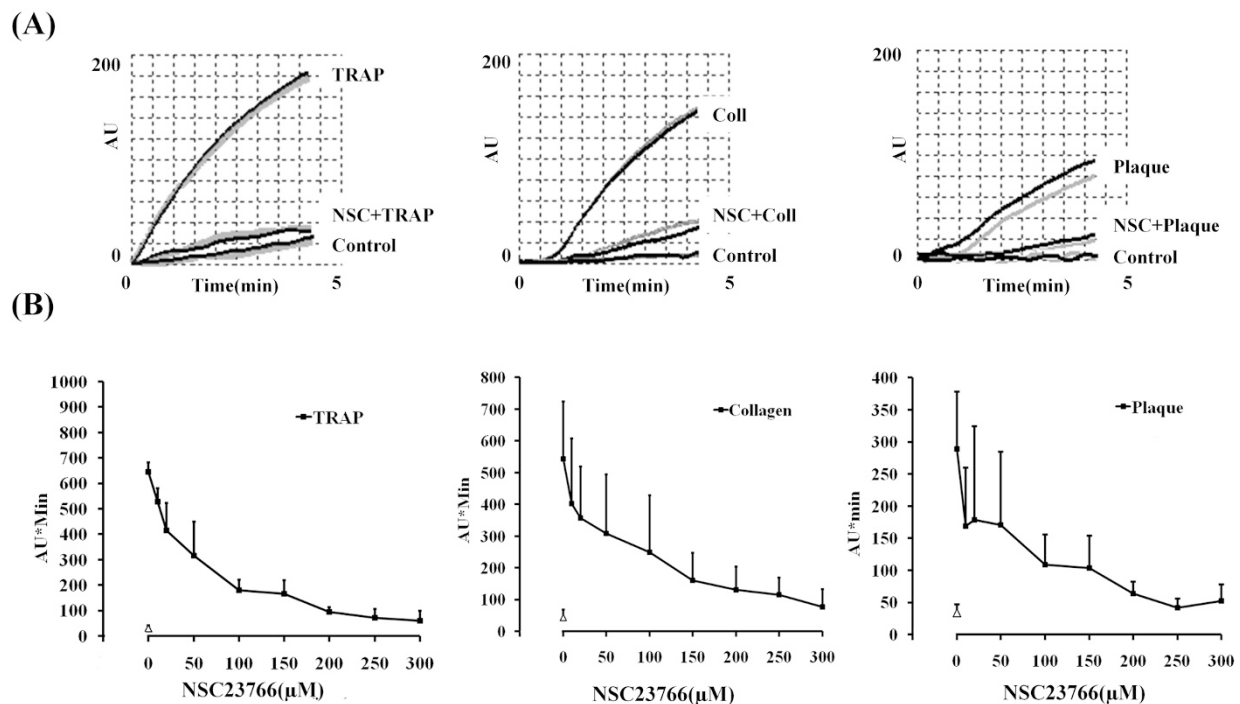 (A)
200
AU
0
TRAP
NSC+TRAP
Control
0
Time(min)
5
200
AU
0
Coll
NSC+Coll
Control
0
Time(min)
5
200
AU
0
Plaque
NSC+Plaque
Control
0
Time(min)
5
(B)
1000
900
800
700
600
500
400
300
200
100
0
AU*Min
TRAP
0 50 100 150 200 250 300
NSC23766(µM)
800
700
600
500
400
300
200
100
0
AU*Min
Collagen
0 50 100 150 200 250 300
NSC23766(µM)
400
350
300
250
200
150
100
50
0
AU*min
Plaque
0 50 100 150 200 250 300
NSC23766(µM)